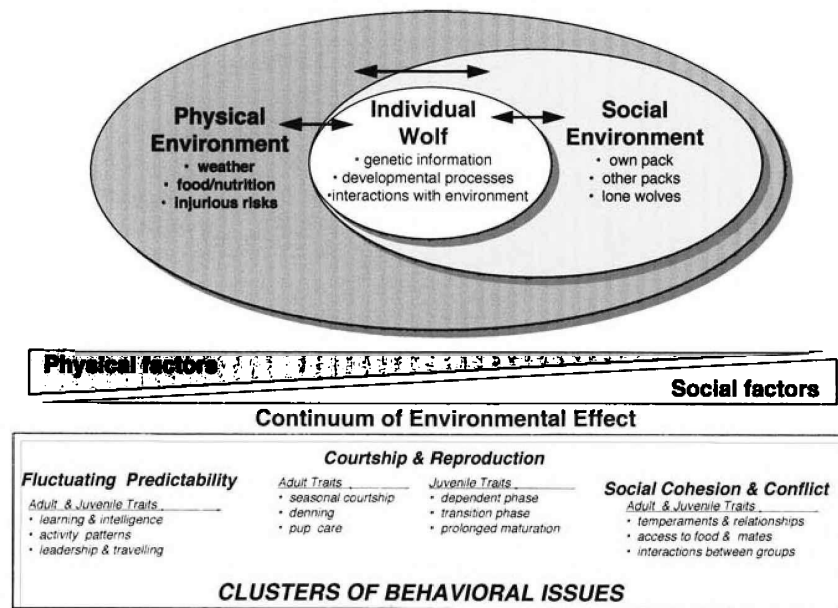 Physical
Environment
• weather
• food/nutrition
• injurious risks
Individual
Wolf
• genetic information
• developmental processes
•interactions with environment
Social
Environment
• own pack
• other packs
• lone wolves
Physical factors
Social factors
Continuum of Environmental Effect
Fluctuating Predictability
Adult & Juvenile Traits
• learning & intelligence
• activity patterns
• leadership & travelling
Courtship & Reproduction
Adult Traits
• seasonal courtship
• denning
• pup care
Juvenile Traits
• dependent phase
• transition phase
• prolonged maturation
Social Cohesion & Conflict
Adult & Juvenile Traits
• temperaments & relationships
• access to food & mates
• interactions between groups
CLUSTERS OF BEHAVIORAL ISSUES